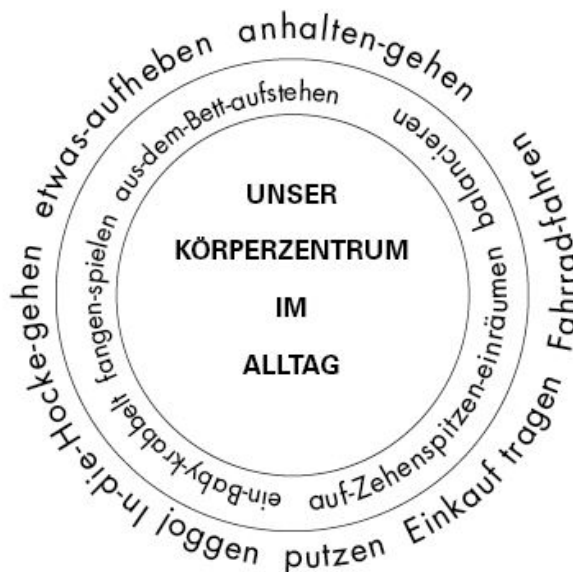 UNSER
KÖRPERZENTRUM
IM
ALLTAG
aus-dem-Bett-aufstehen
balancieren
auf-Zehenspitzen-einräumen
ein-Baby-krabbelt
fangen-spielen
anhalten-gehen
Fahrrad-fahren
Einkauf tragen
putzen
joggen
In-die-Hocke-gehen
etwas-aufheben